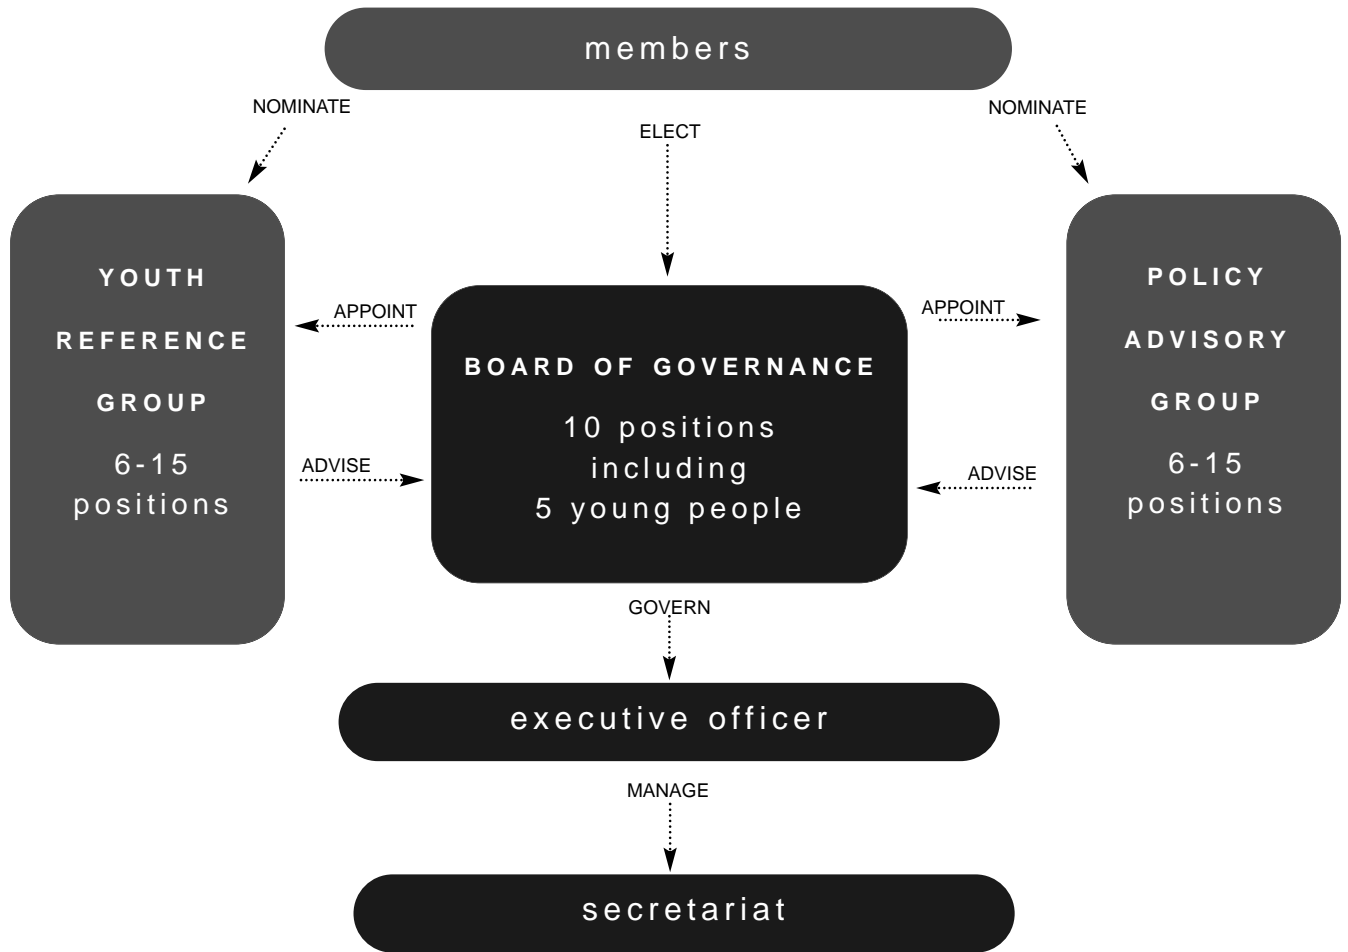 members
NOMINATE
NOMINATE
ELECT
YOUTH
REFERENCE
GROUP
6-15
positions
APPOINT
ADVISE
BOARD OF GOVERNANCE
10 positions
including
5 young people
APPOINT
ADVISE
POLICY
ADVISORY
GROUP
6-15
positions
GOVERN
executive officer
MANAGE
secretariat